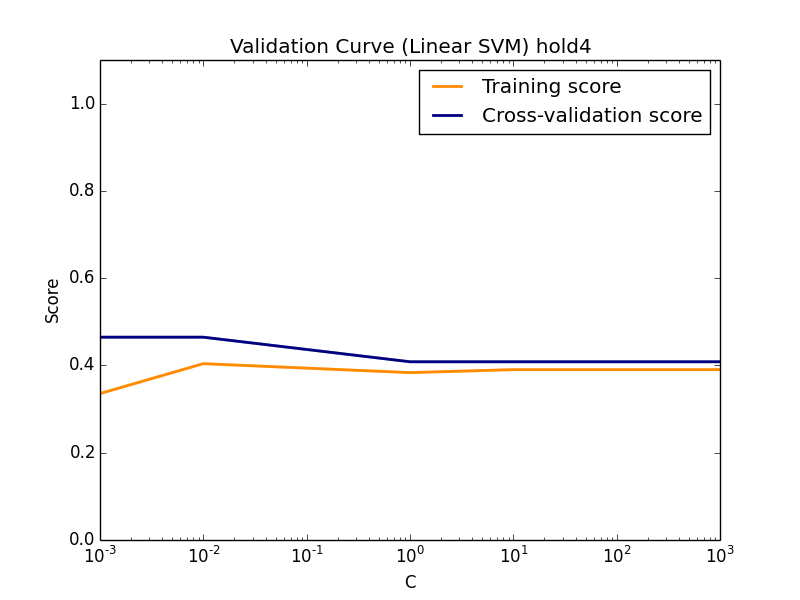 Validation Curve (Linear SVM) hold4
Training score
Cross-validation score
1.0
0.8
0.6
0.4
0.2
0.0
Score
10^-3 10^-2 10^-1 10^0 10^1 10^2 10^3
C